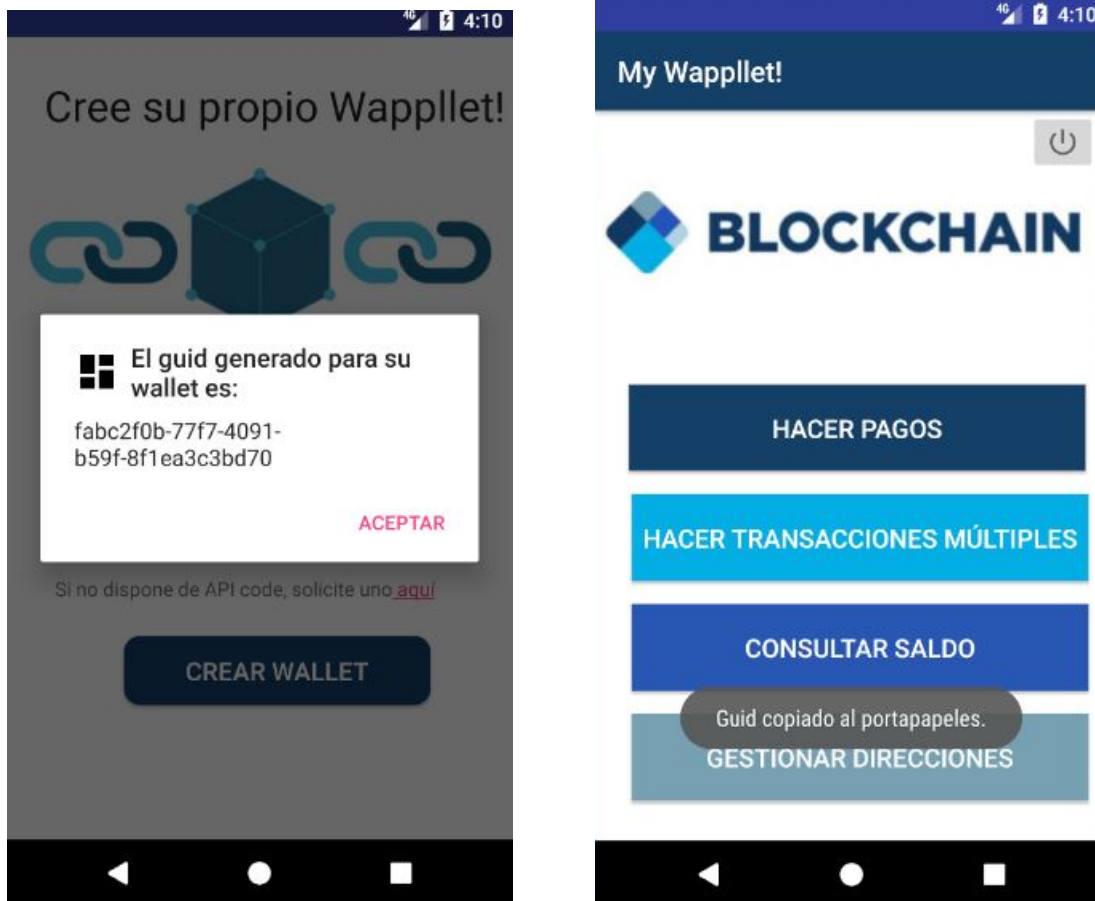 4G 4:10
Cree su propio Wappllet!
El guid generado para su
wallet es:
fabc2f0b-77f7-4091-
b59f-8f1ea3c3bd70
ACEPTAR
Si no dispone de API code, solicite uno aquí
CREAR WALLET
4G 4:10
My Wappllet!
BLOCKCHAIN
HACER PAGOS
HACER TRANSACCIONES MÚLTIPLES
CONSULTAR SALDO
Guid copiado al portapapeles.
GESTIONAR DIRECCIONES